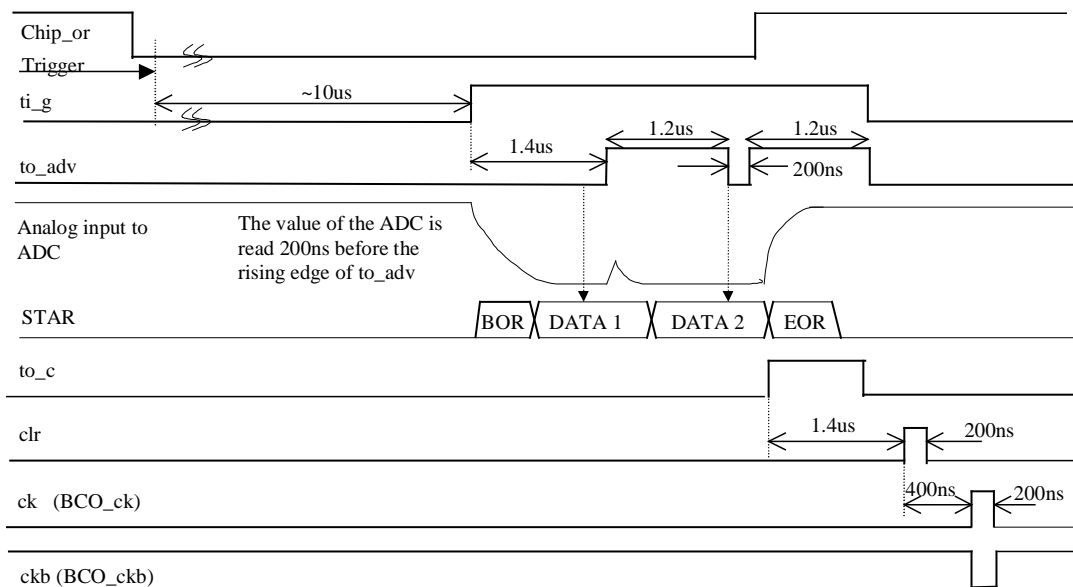 Chip_or
Trigger
~10us
ti_g
1.2us
1.2us
1.4us
to_adv
200ns
Analog input to
ADC
The value of the ADC is
read 200ns before the
rising edge of to_adv
STAR
BOR
DATA 1
DATA 2
EOR
to_c
1.4us
200ns
clr
400ns
200ns
ck (BCO_ck)
ckb (BCO_ckb)